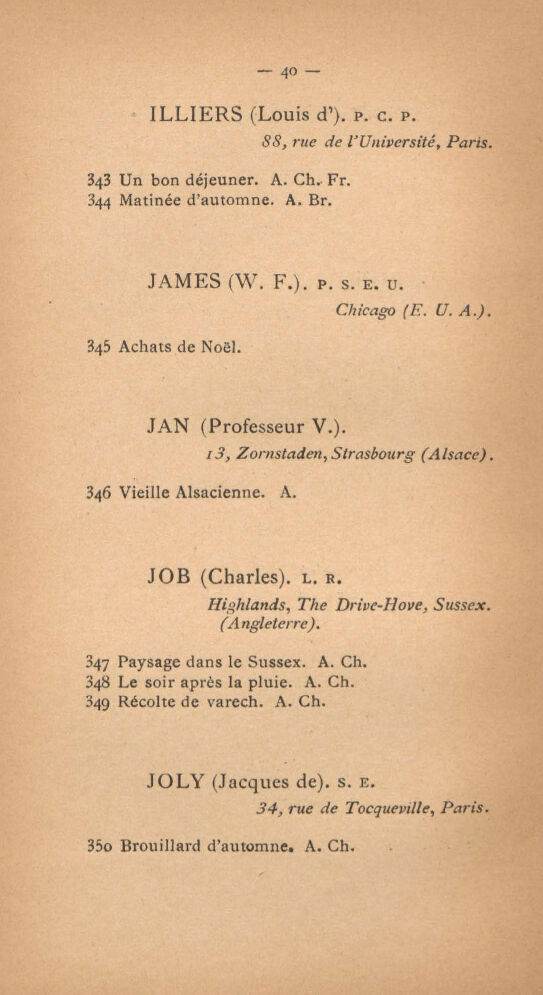 — 40 —
ILLIERS (Louis d'). P. C. P.
88, rue de l'Université, Paris.
343 Un bon déjeuner. A. Ch. Fr.
344 Matinée d'automne. A. Br.
JAMES (W. F.). P. S. E. U.
Chicago (E. U. A.).
345 Achats de Noël.
JAN (Professeur V.).
13, Zornstaden, Strasbourg (Alsace).
346 Vieille Alsacienne. A.
JOB (Charles). L. R.
Highlands, The Drive-Hove, Sussex.
(Angleterre).
347 Paysage dans le Sussex. A. Ch.
348 Le soir après la pluie. A. Ch.
349 Récolte de varech. A. Ch.
JOLY (Jacques de). S. E.
34, rue de Tocqueville, Paris.
350 Brouillard d'automne. A. Ch.